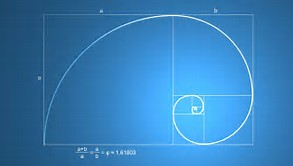 a b
a
a+b/a = a/b = φ ≈ 1.61803